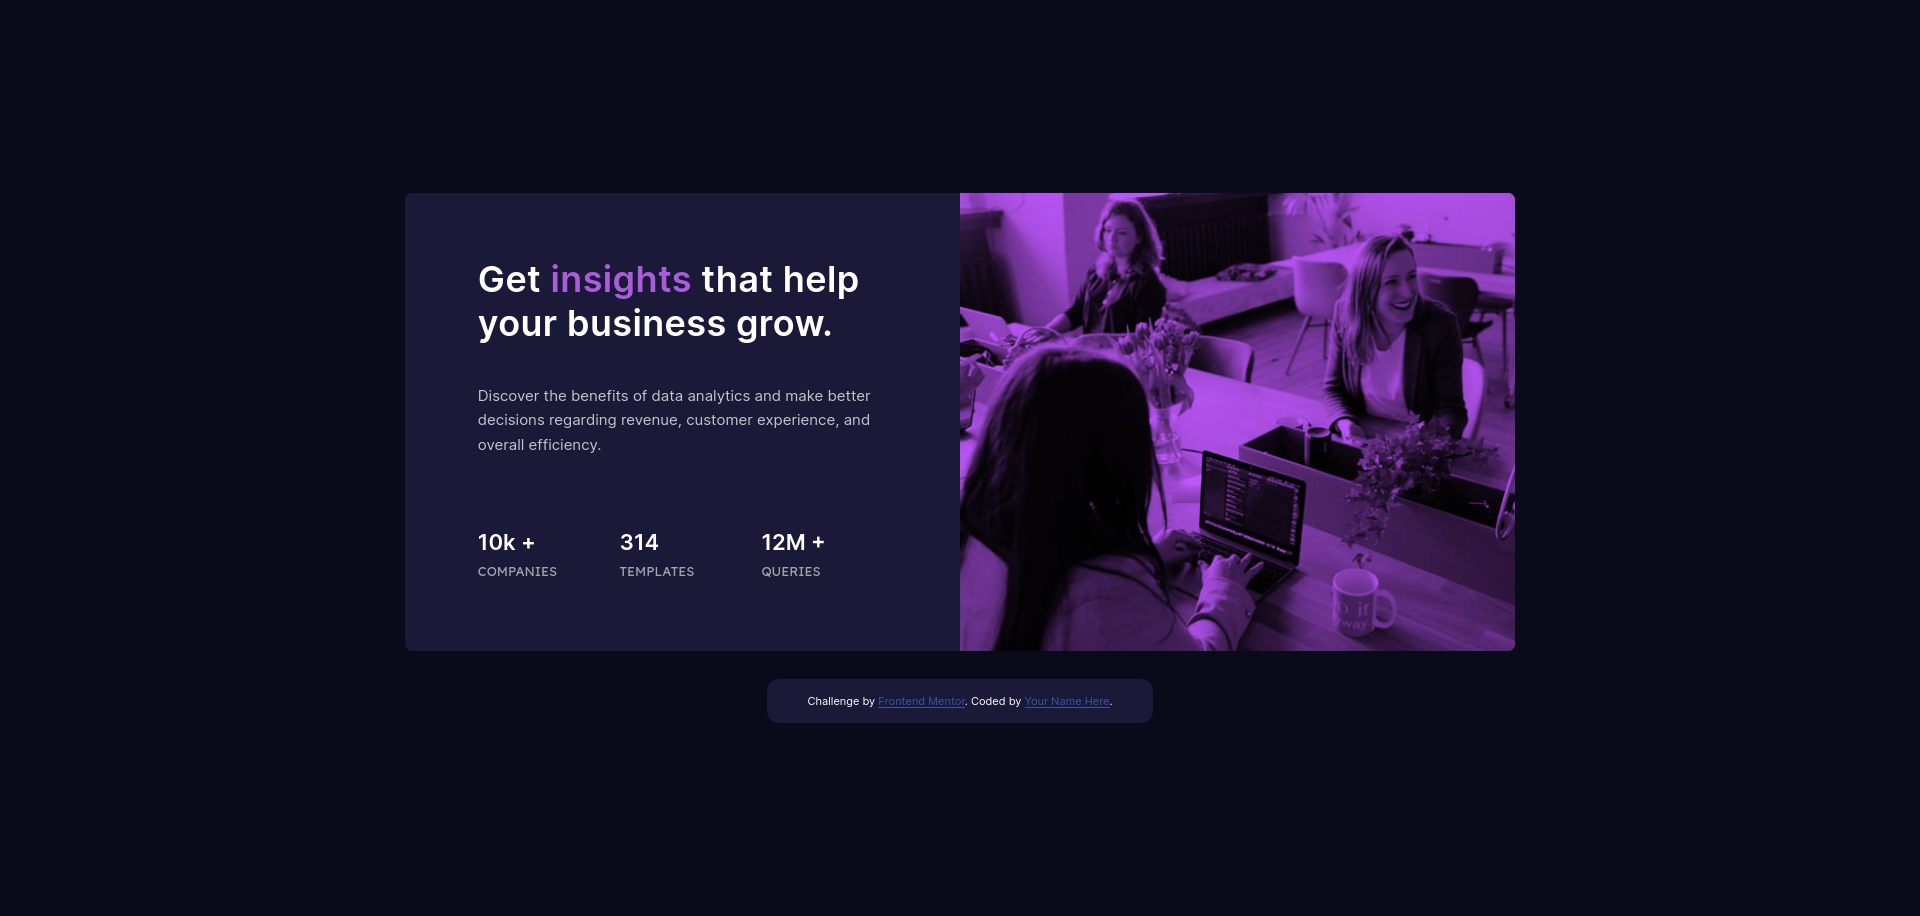 Get insights that help
your business grow.
Discover the benefits of data analytics and make better
decisions regarding revenue, customer experience, and
overall efficiency.
10k +
COMPANIES
314
TEMPLATES
12M +
QUERIES
Challenge by Frontend Mentor. Coded by Your Name Here.